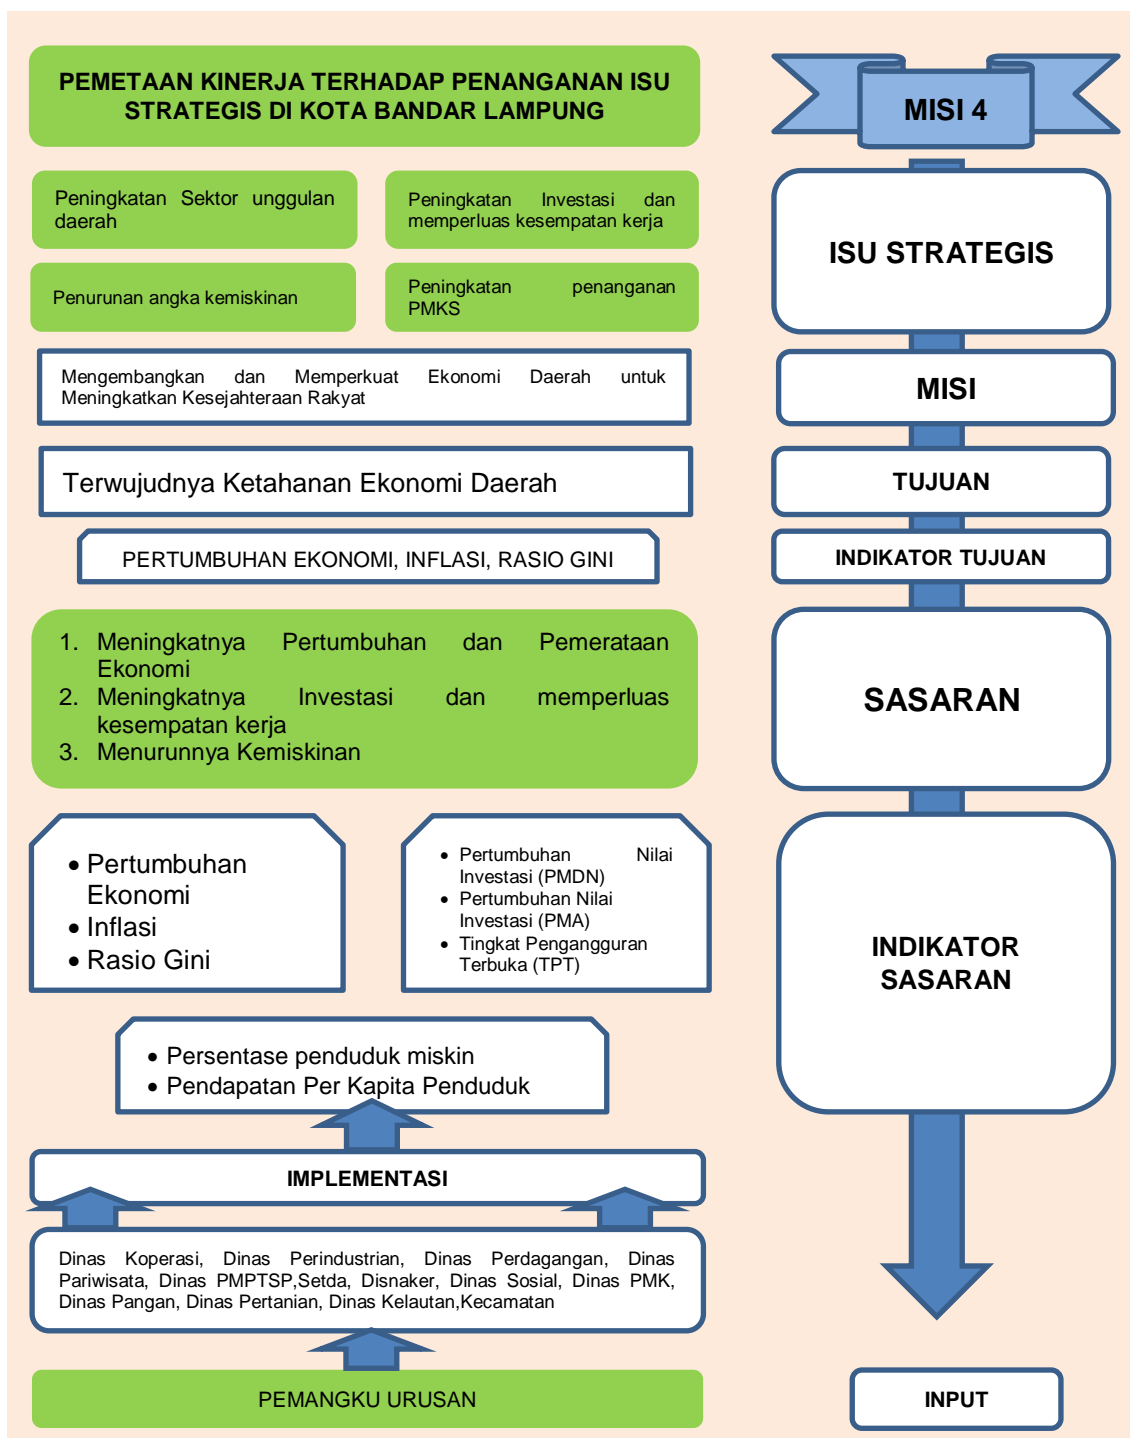 PEMETAAN KINERJA TERHADAP PENANGANAN ISU
STRATEGIS DI KOTA BANDAR LAMPUNG
MISI 4
Peningkatan Sektor unggulan
daerah
Peningkatan Investasi dan
memperluas kesempatan kerja
ISU STRATEGIS
Penurunan angka kemiskinan
Peningkatan penanganan
PMKS
Mengembangkan dan Memperkuat Ekonomi Daerah untuk
Meningkatkan Kesejahteraan Rakyat
MISI
Terwujudnya Ketahanan Ekonomi Daerah
TUJUAN
PERTUMBUHAN EKONOMI, INFLASI, RASIO GINI
INDIKATOR TUJUAN
1. Meningkatnya Pertumbuhan dan Pemerataan
Ekonomi
2. Meningkatnya Investasi dan memperluas
kesempatan kerja
3. Menurunnya Kemiskinan
SASARAN
• Pertumbuhan
Ekonomi
• Inflasi
• Rasio Gini
• Pertumbuhan Nilai
Investasi (PMDN)
• Pertumbuhan Nilai
Investasi (PMA)
• Tingkat Pengangguran
Terbuka (TPT)
INDIKATOR
SASARAN
• Persentase penduduk miskin
• Pendapatan Per Kapita Penduduk
IMPLEMENTASI
Dinas Koperasi, Dinas Perindustrian, Dinas Perdagangan, Dinas
Pariwisata, Dinas PMPTSP,Setda, Disnaker, Dinas Sosial, Dinas PMK,
Dinas Pangan, Dinas Pertanian, Dinas Kelautan,Kecamatan
PEMANGKU URUSAN
INPUT